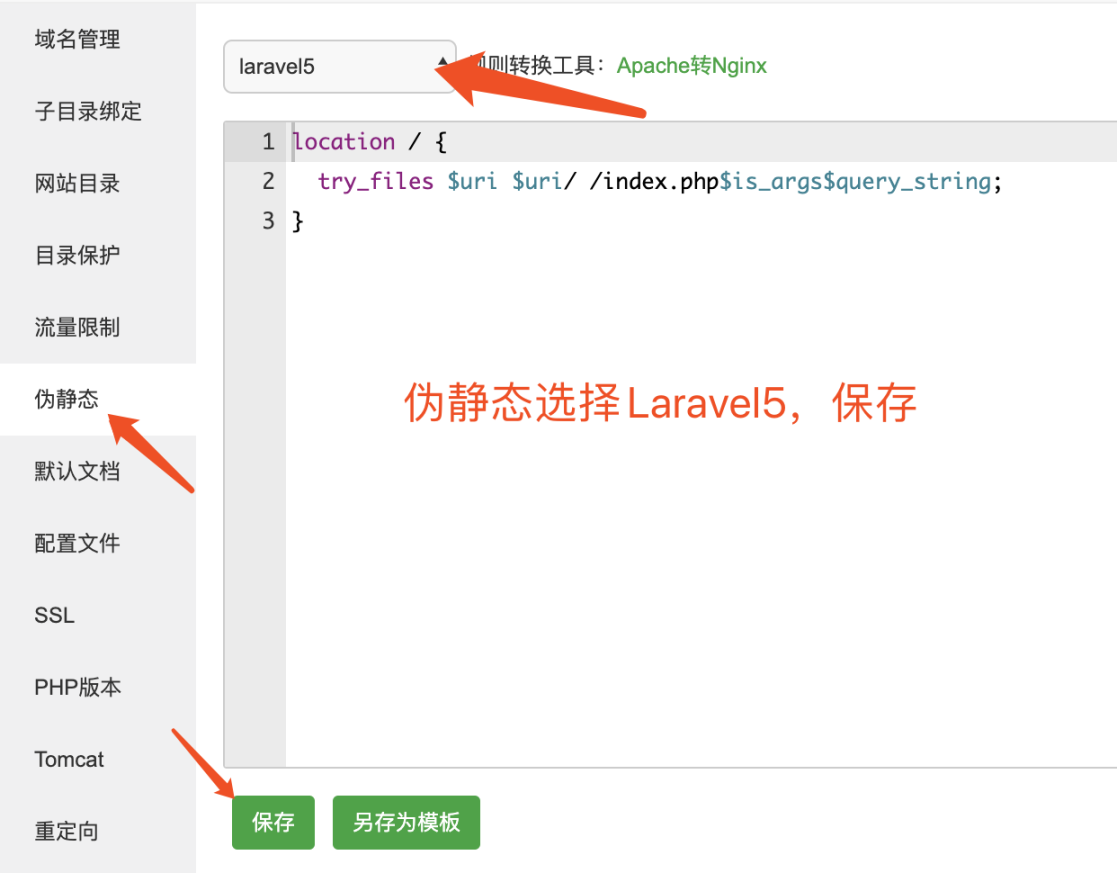 域名管理
子目录绑定
网站目录
目录保护
流量限制
伪静态
默认文档
配置文件
SSL
PHP版本
Tomcat
重定向
laravel5
则转换工具：Apache转Nginx
1 location / {
2 try_files $uri $uri/ /index.php$is_args$query_string;
3 }
伪静态选择Laravel5，保存
保存 另存为模板